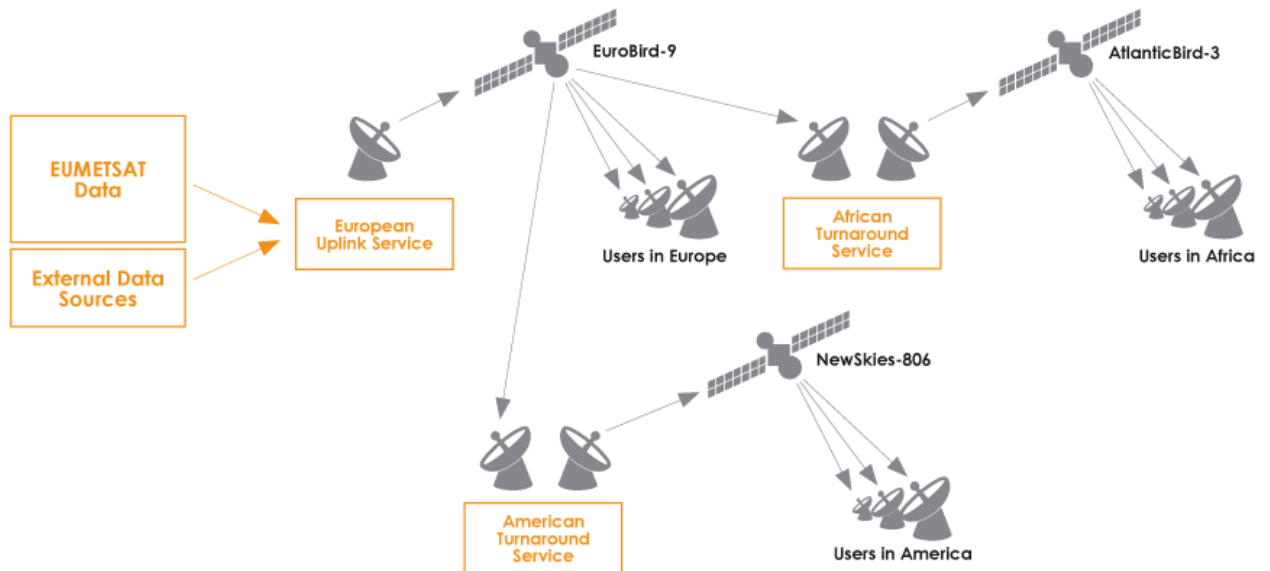 EuroBird-9
AtlanticBird-3
EUMETSAT
Data
European
Uplink Service
African
Turnaround
Service
Users in Europe
Users in Africa
External Data
Sources
NewSkies-806
American
Turnaround
Service
Users in America